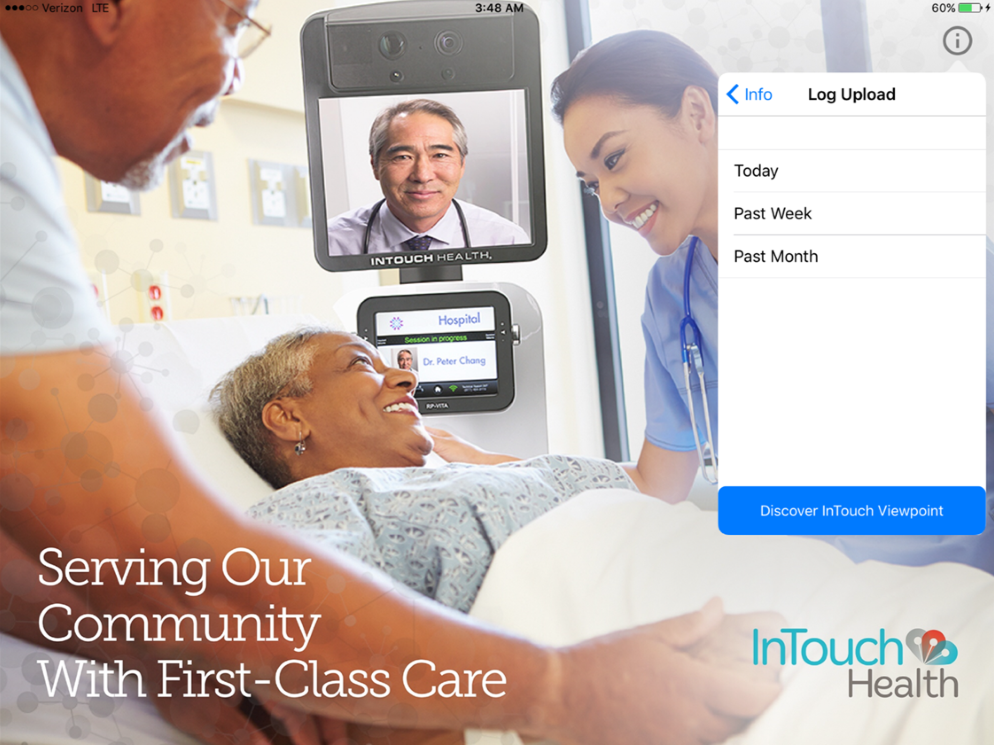 Verizon LTE
3:48 AM
60%
Info
Log Upload
Today
Past Week
Past Month
Discover InTouch Viewpoint
INTOUCH HEALTH
Hospital
Session in progress
Dr. Peter Chang
RP-VITA
Serving Our
Community
With First-Class Care
InTouch
Health